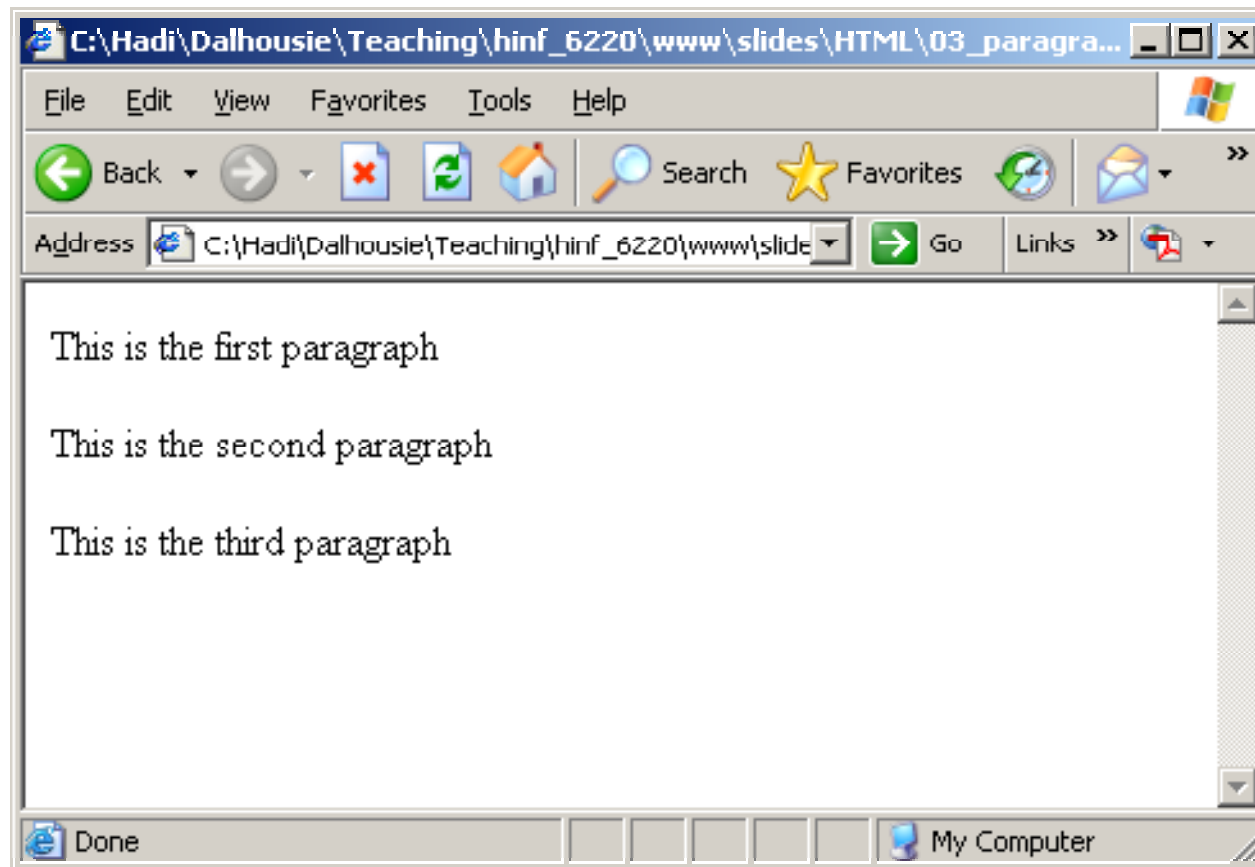 C:\Hadi\Dalhousie\Teaching\hinf_6220\www\slides\HTML\03_paragra...
File Edit View Favorites Tools Help
Back Search Favorites »
Address C:\Hadi\Dalhousie\Teaching\hinf_6220\www\slide Go Links »
This is the first paragraph
This is the second paragraph
This is the third paragraph
Done My Computer